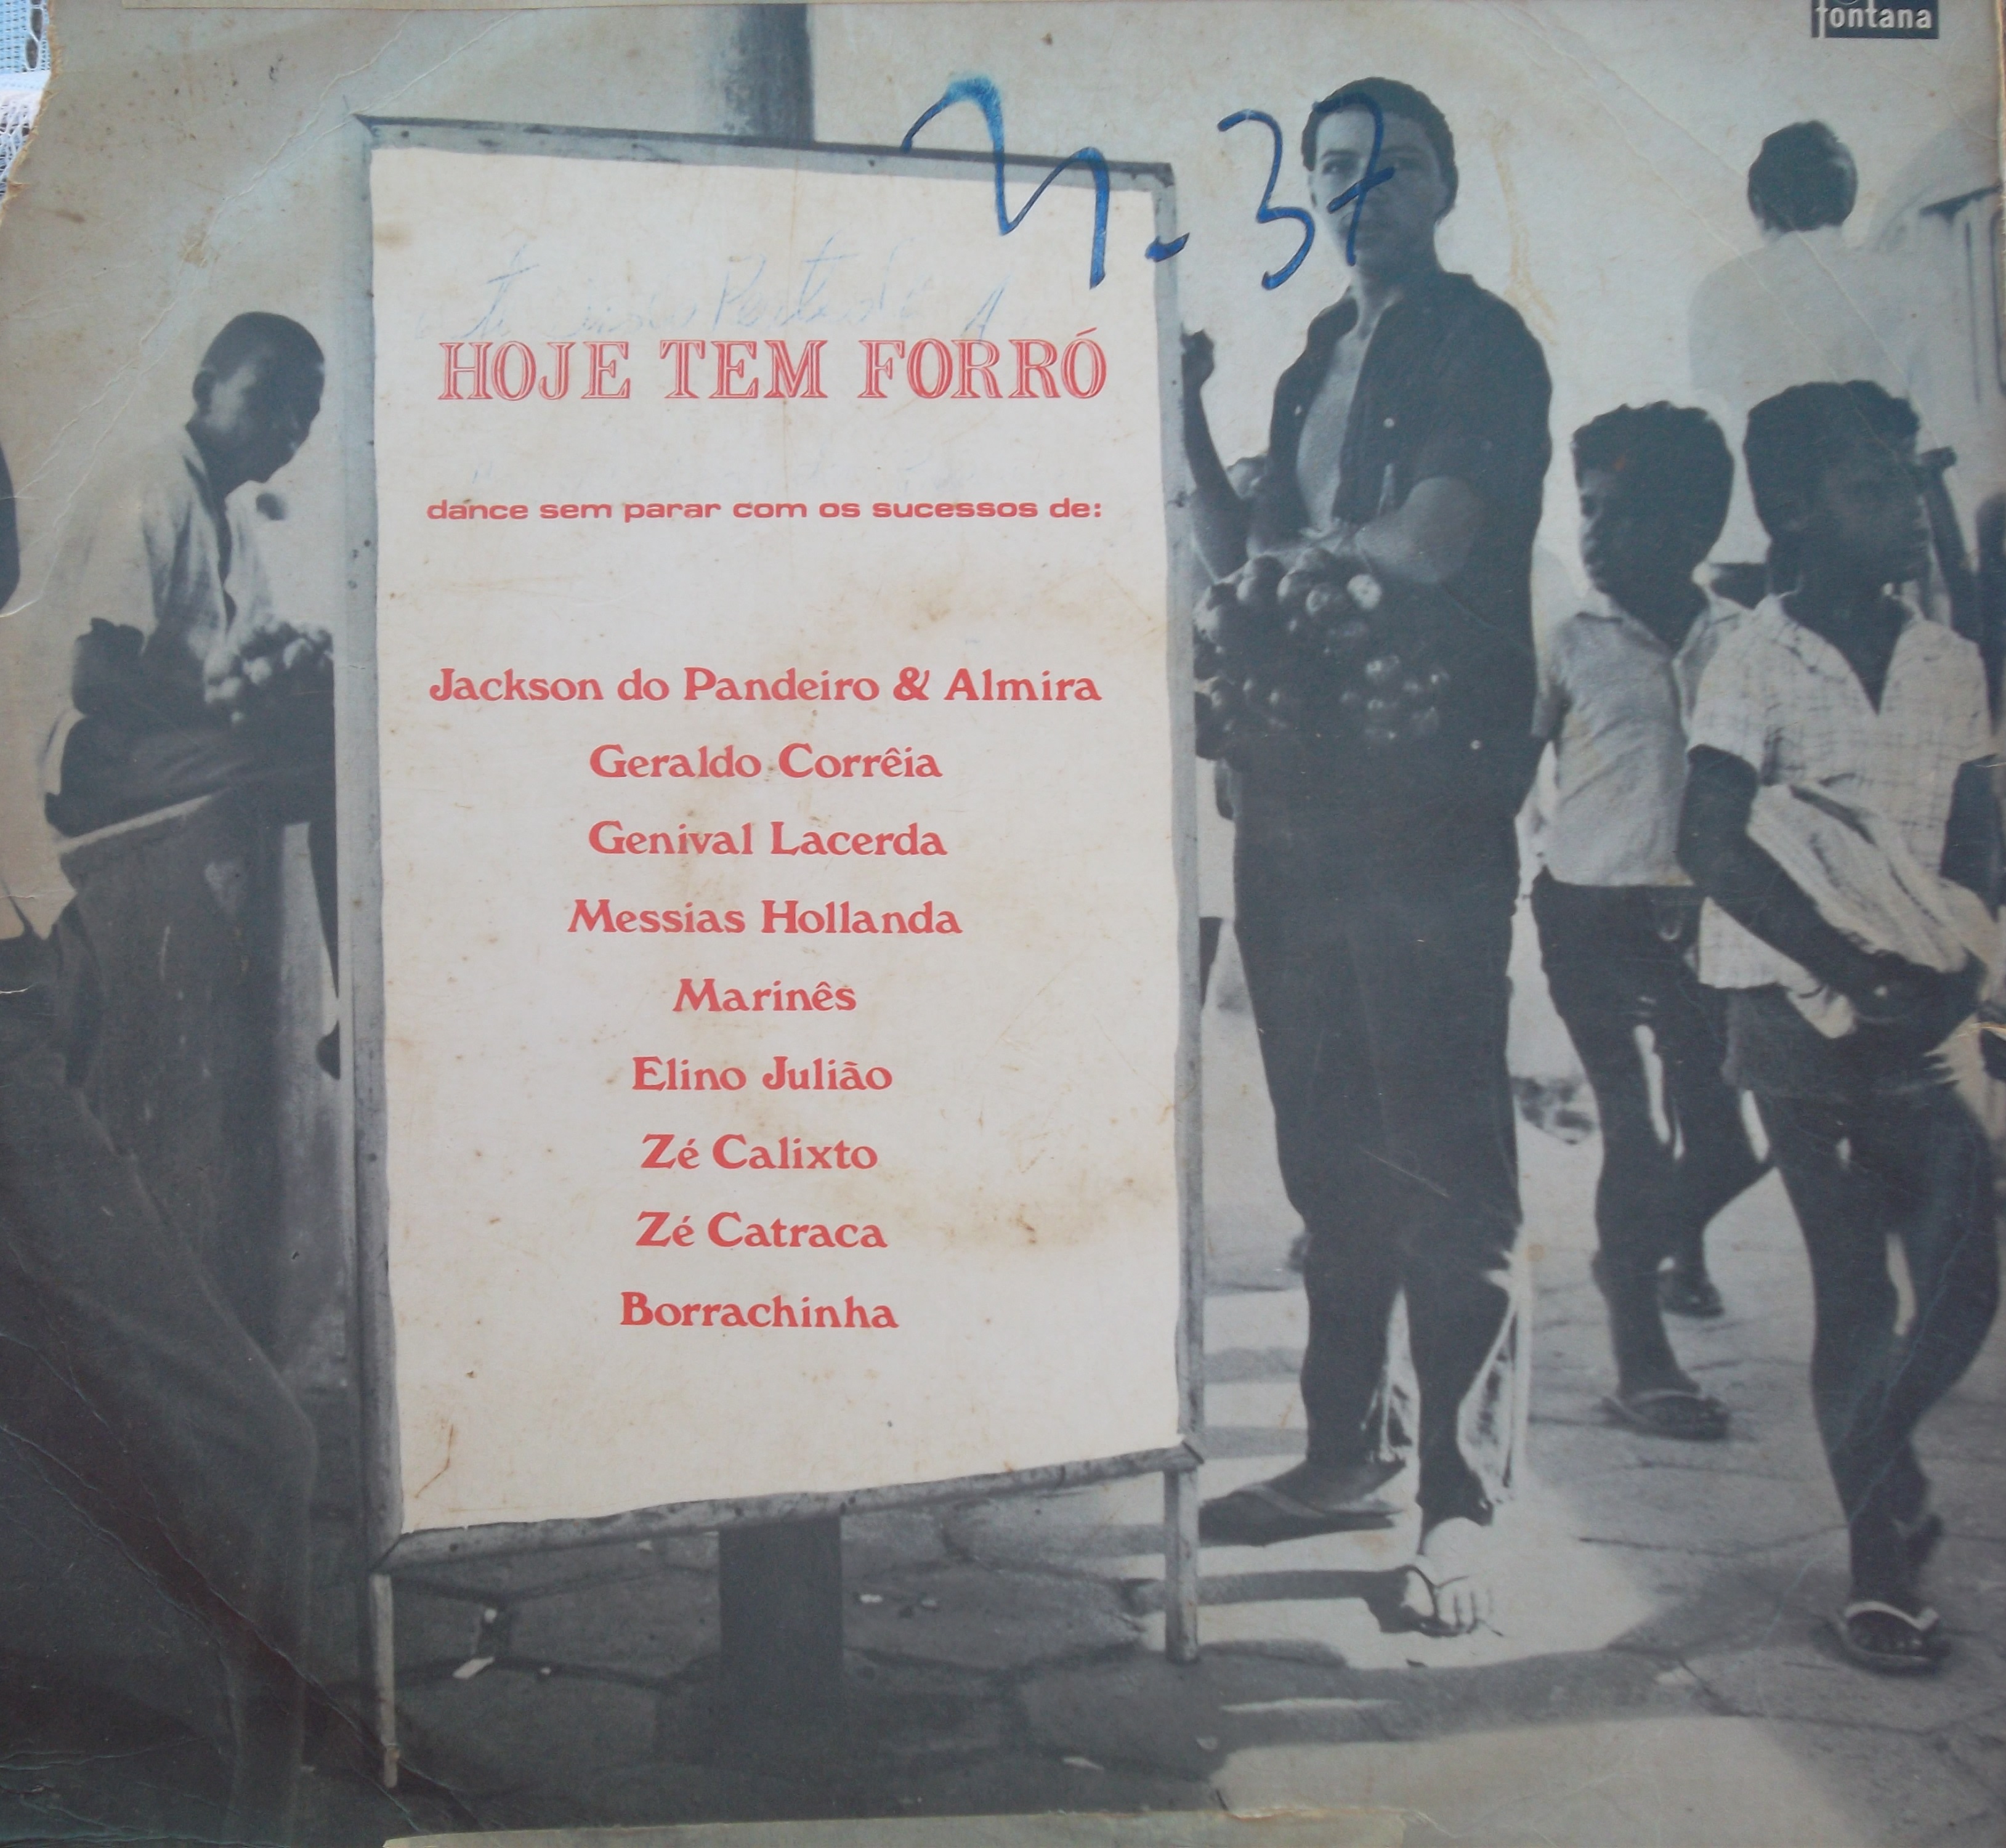 fontana
- 37
HOJE TEM FORRÓ
dance sem parar com os sucessos de:
Jackson do Pandeiro & Almira
Geraldo Corrêia
Genival Lacerda
Messias Hollanda
Marinês
Elino Julião
Zé Calixto
Zé Catraca
Borrachinha